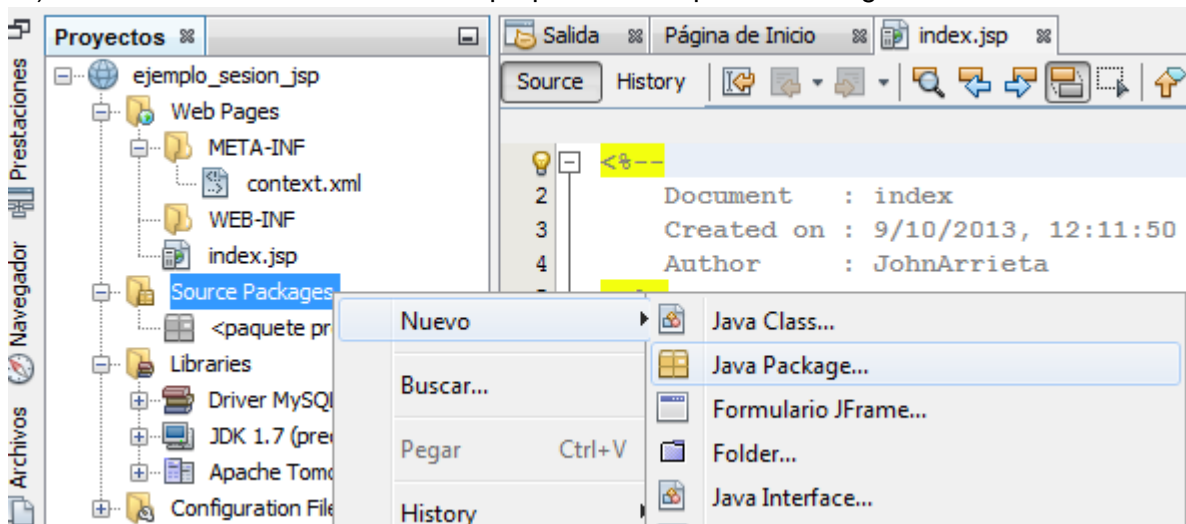 Proyectos
ejemplo_sesion_jsp
Web Pages
META-INF
context.xml
WEB-INF
index.jsp
Source Packages
<paquete pr
Libraries
Driver MySQl
JDK 1.7 (pre
Apache Tom
Configuration File
Prestaciones
Navegador
Archivos
Salida
Página de Inicio
index.jsp
Source
History
<%--
2 Document : index
3 Created on : 9/10/2013, 12:11:50
4 Author : JohnArrieta
Nuevo
Buscar...
Pegar Ctrl+V
History
Java Class...
Java Package...
Formulario JFrame...
Folder...
Java Interface...